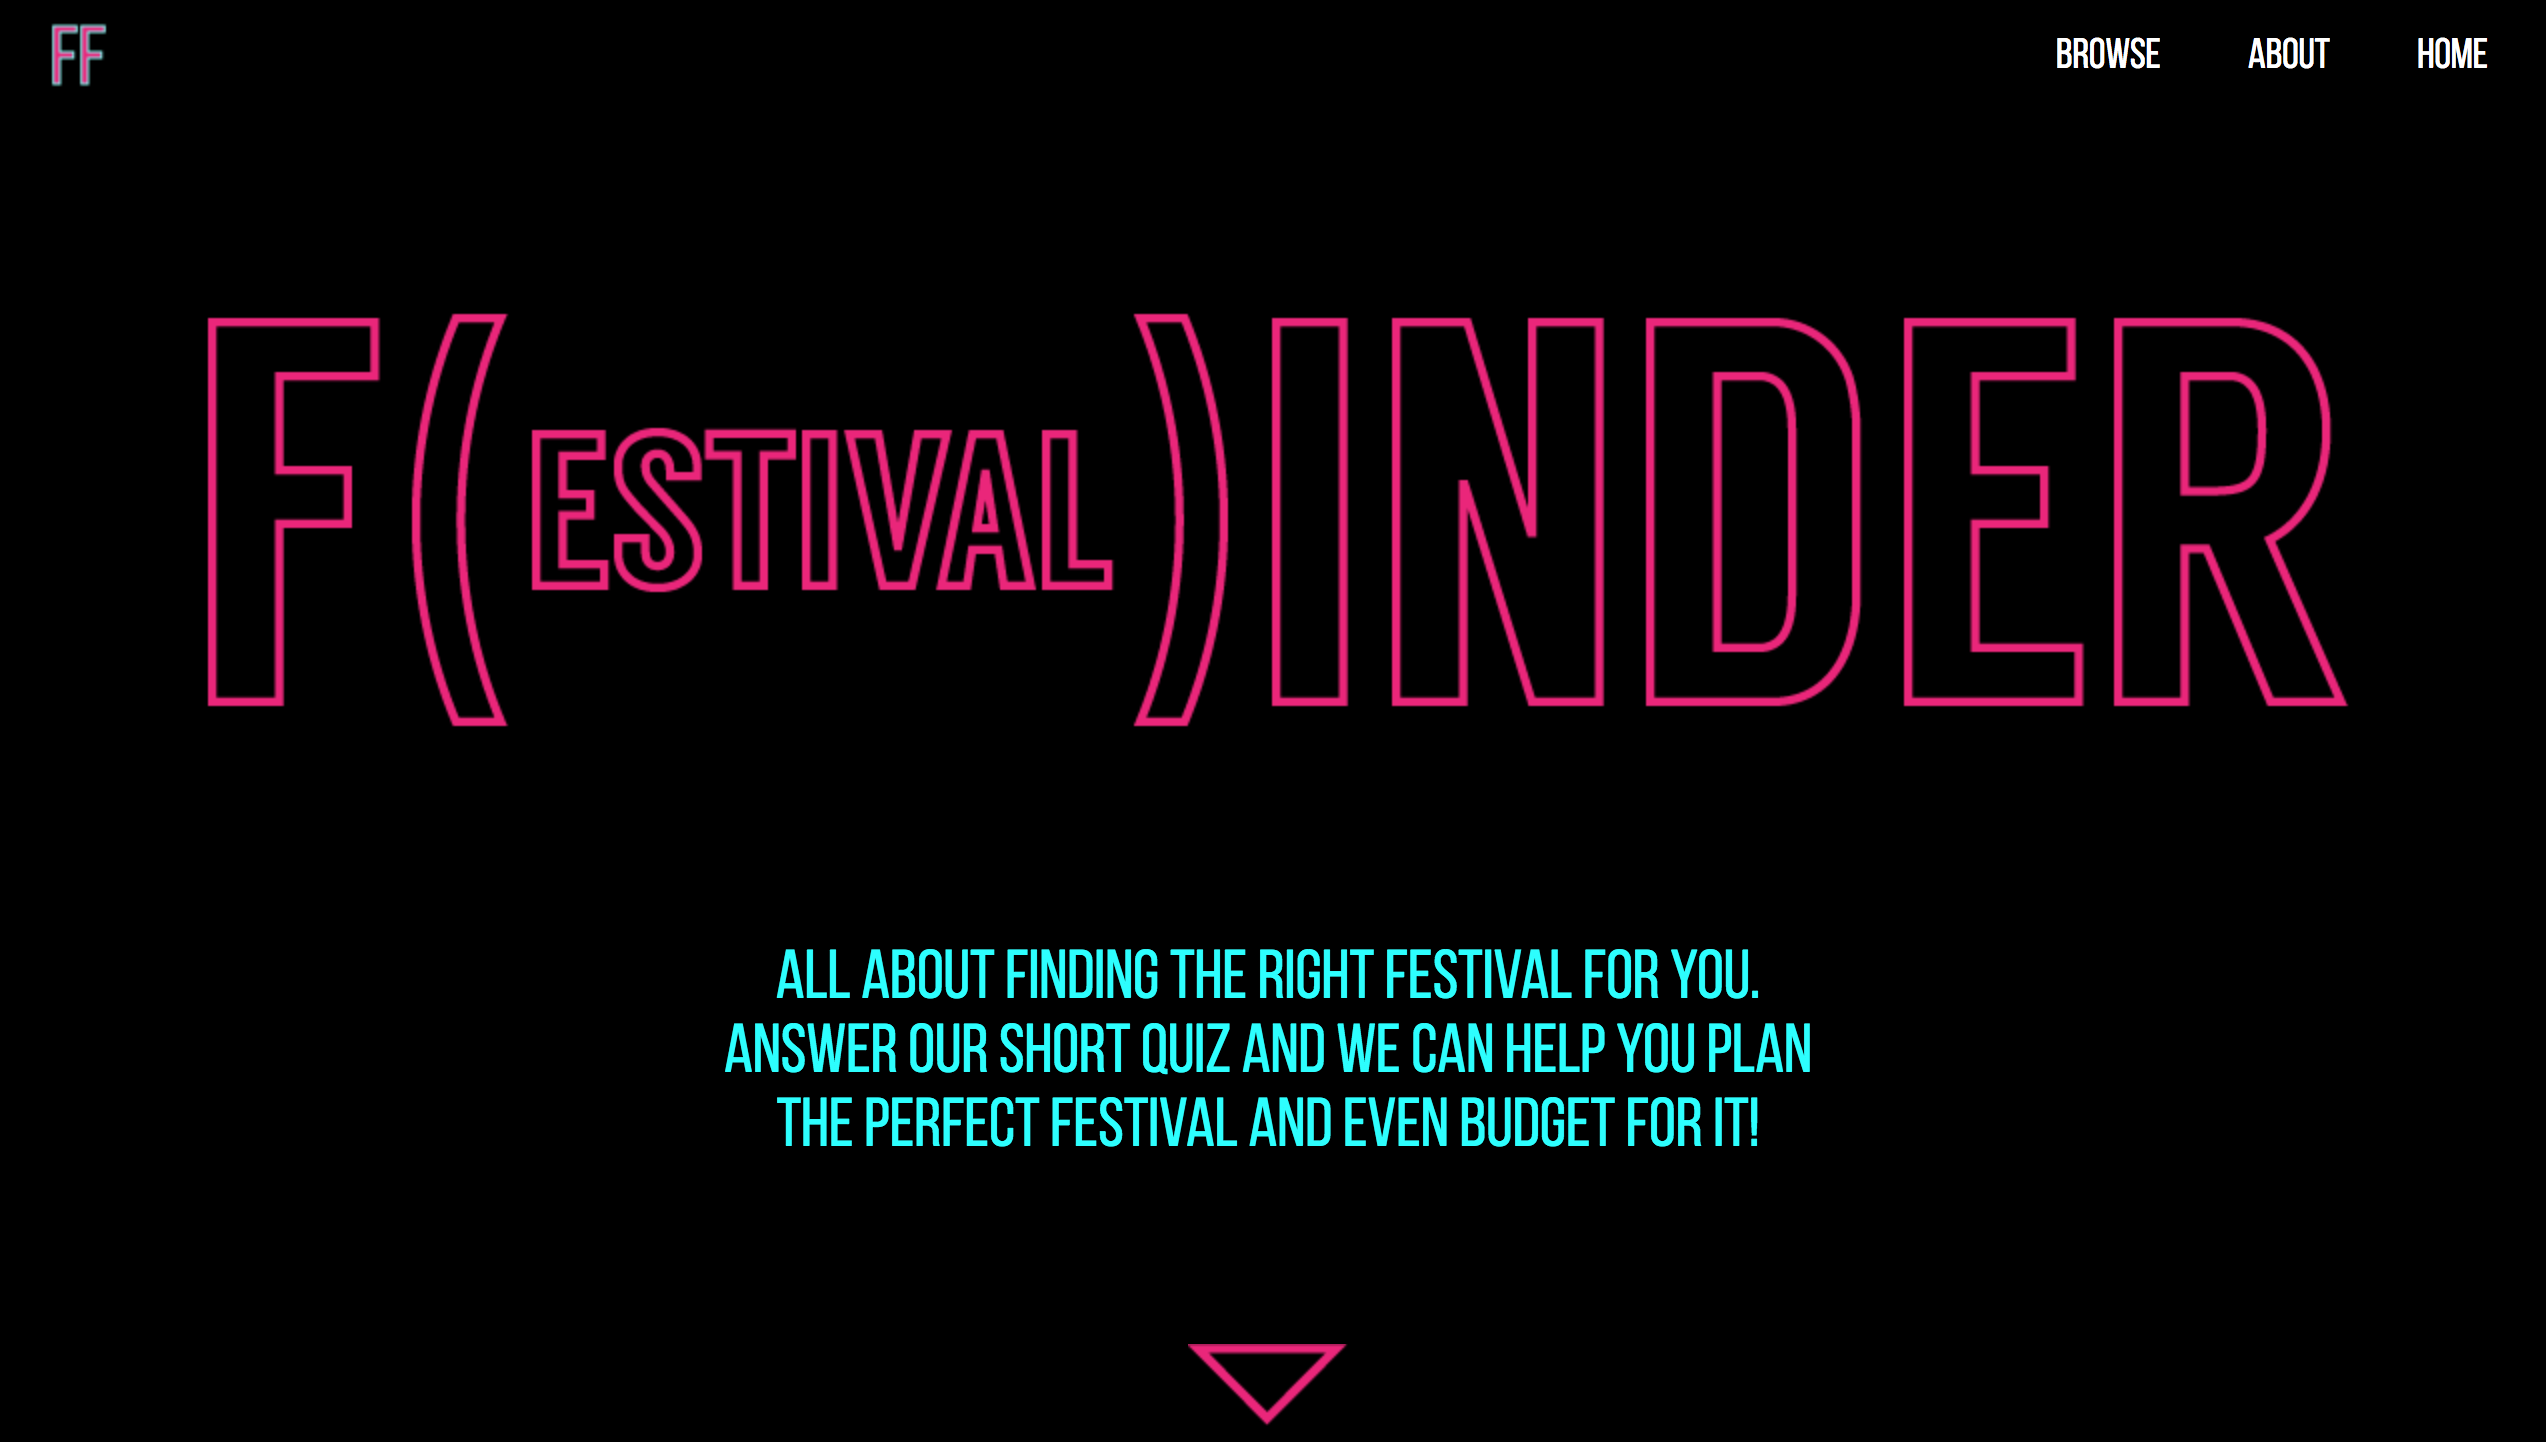 FF
BROWSE ABOUT HOME
F(ESTIVAL)INDER
ALL ABOUT FINDING THE RIGHT FESTIVAL FOR YOU.
ANSWER OUR SHORT QUIZ AND WE CAN HELP YOU PLAN
THE PERFECT FESTIVAL AND EVEN BUDGET FOR IT!